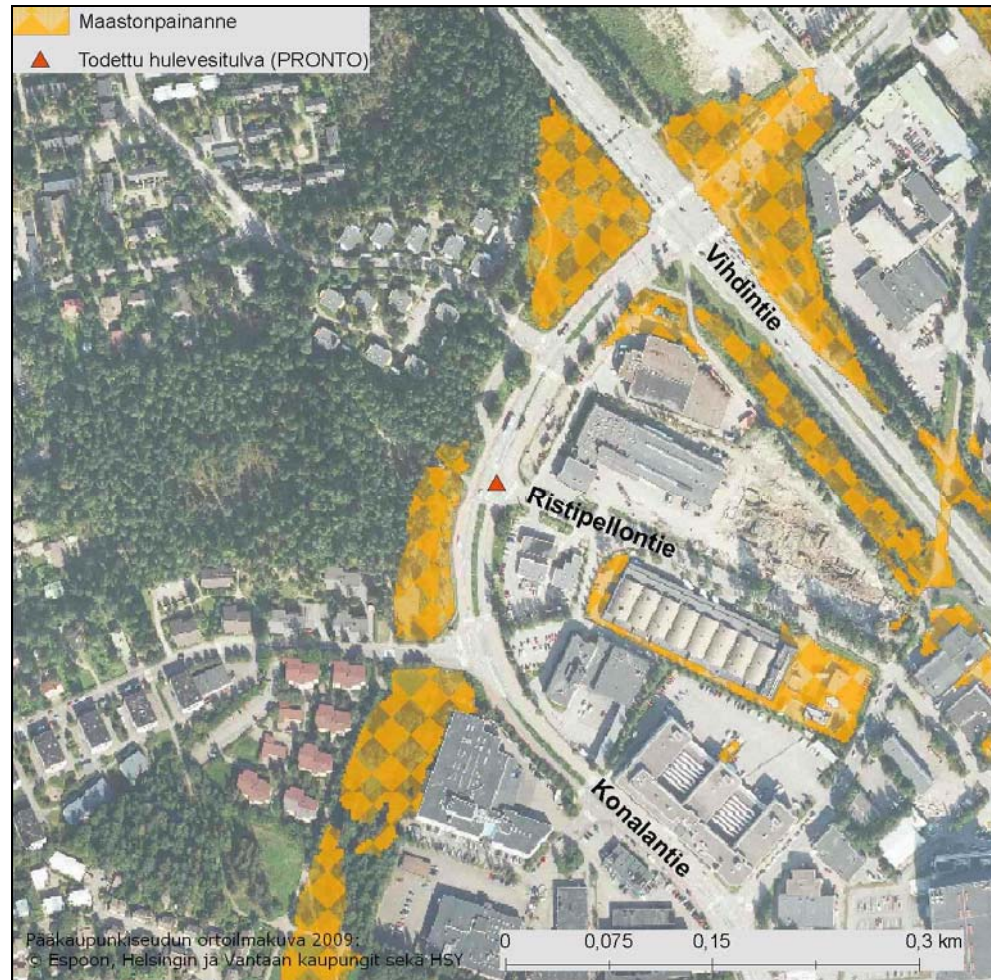 Maastonpainanne
Todettu hulevesitulva (PRONTO)
Vihdintie
Ristipellontie
Konalantie
Pääkaupunkiseudun ortoilmakuva 2009:
© Espoon, Helsingin ja Vantaan kaupungit sekä HSY
0 0,075 0,15 0,3 km